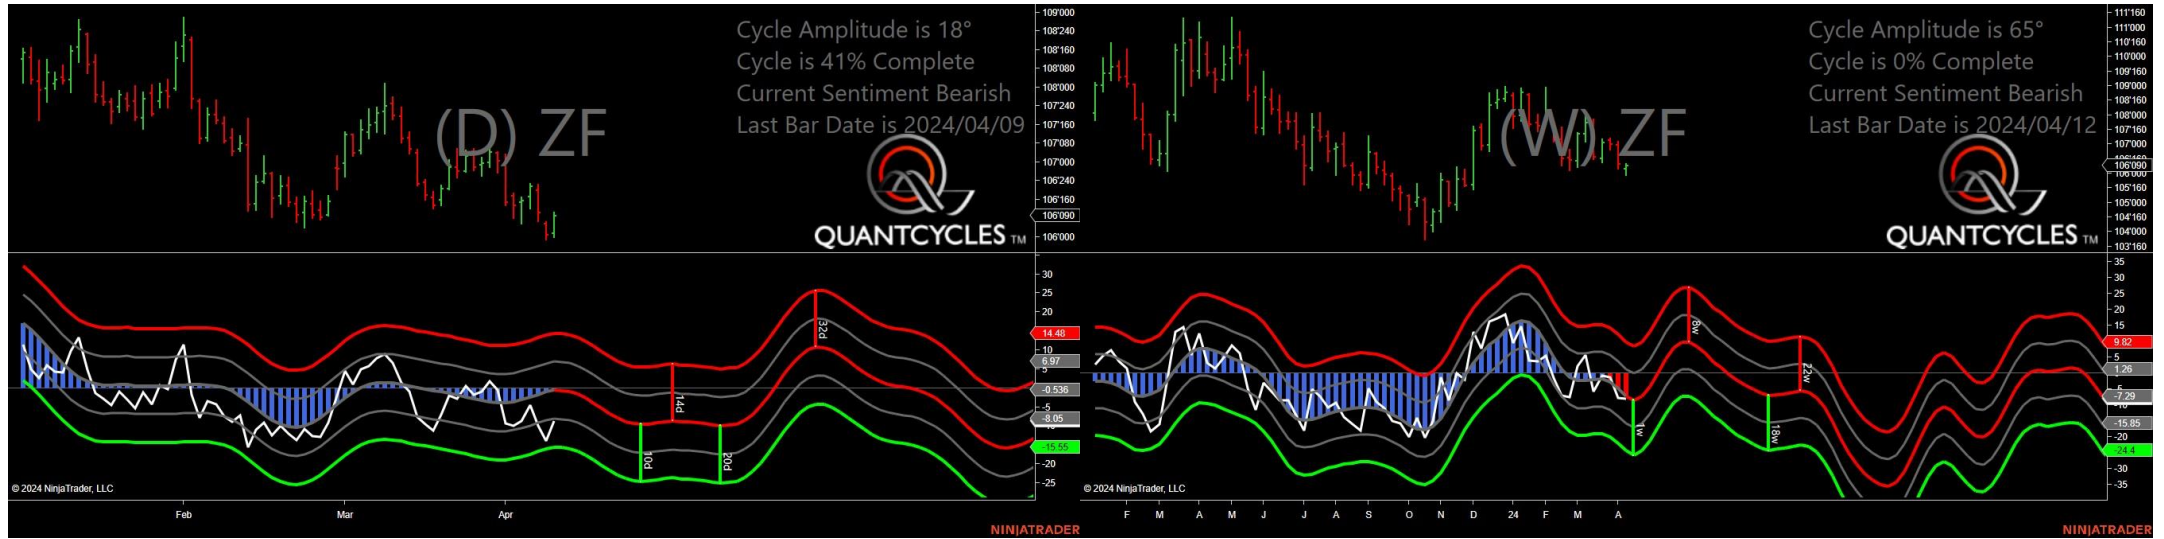 Cycle Amplitude is 18°
Cycle is 41% Complete
Current Sentiment Bearish
Last Bar Date is 2024/04/09
(D) ZF
QUANTCYCLES TM
109'000
108'240
108'160
108'080
108'000
107'240
107'160
107'080
107'000
106'240
106'160
106'090
106'000
30
25
20
14.48
10
6.97
5
-0.536
-5
-8.05
-15.55
-20
-25
32d
14d
10d
20d
© 2024 NinjaTrader, LLC
Feb
Mar
Apr
NINJATRADER
Cycle Amplitude is 65°
Cycle is 0% Complete
Current Sentiment Bearish
Last Bar Date is 2024/04/12
(W) ZF
QUANTCYCLES TM
111'160
111'000
110'160
110'000
109'160
109'000
108'160
108'000
107'160
107'000
106'090
106'000
105'160
105'000
104'160
104'000
103'160
35
30
25
20
15
9.82
5
1.26
-7.29
-15.85
-20
-24.4
-30
-35
8w
22w
1w
18w
© 2024 NinjaTrader, LLC
F
M
A
M
J
J
A
S
O
N
D
24
F
M
A
NINJATRADER